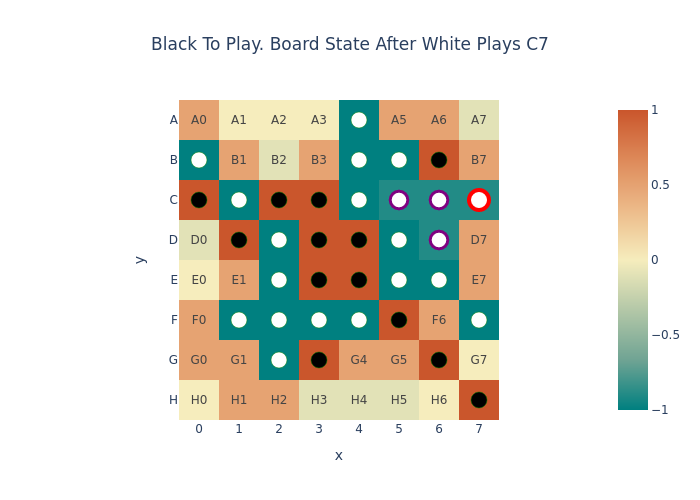 Black To Play. Board State After White Plays C7
A A0 A1 A2 A3 A5 A6 A7
B B1 B2 B3 B7
C
D D0 D7
E E0 E1 E7
F F0 F6
G G0 G1 G4 G5 G7
H H0 H1 H2 H3 H4 H5 H6
0 1 2 3 4 5 6 7
x
y
1
0.5
0
−0.5
−1